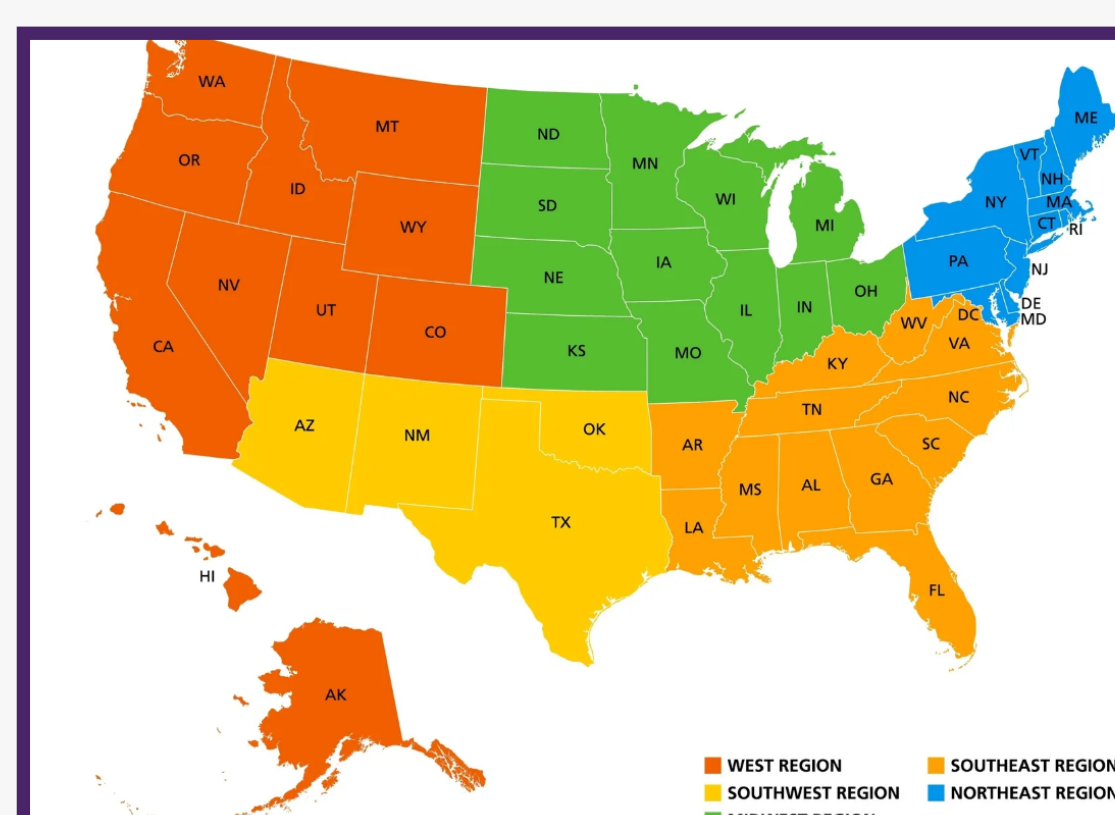 WA
MT
ND
ME
OR
MN
VT
ID
NH
SD
WI
NY
MA
WY
MI
CT
RI
IA
PA
NJ
NE
NV
OH
UT
IL
IN
DE
CO
WV
DC
MD
CA
KS
MO
VA
KY
NC
TN
AZ
NM
OK
AR
SC
MS
AL
GA
TX
LA
HI
FL
AK
WEST REGION
SOUTHEAST REGION
SOUTHWEST REGION
NORTHEAST REGION
MIDWEST REGION